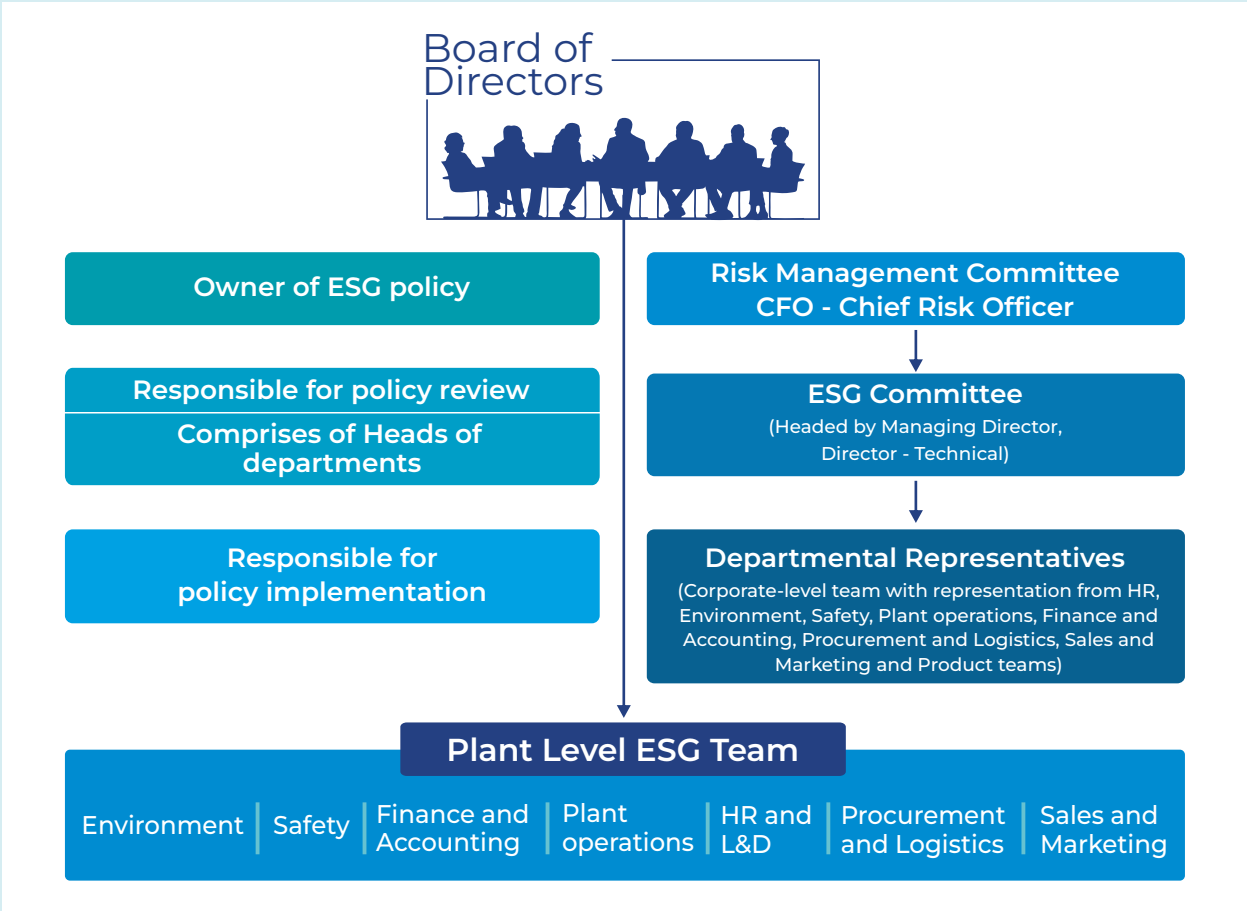 Board of
Directors
Owner of ESG policy
Risk Management Committee
CFO - Chief Risk Officer
Responsible for policy review
Comprises of Heads of
departments
ESG Committee
(Headed by Managing Director,
Director - Technical)
Responsible for
policy implementation
Departmental Representatives
(Corporate-level team with representation from HR,
Environment, Safety, Plant operations, Finance and
Accounting, Procurement and Logistics, Sales and
Marketing and Product teams)
Plant Level ESG Team
Environment
Safety
Finance and
Accounting
Plant
operations
HR and
L&D
Procurement
and Logistics
Sales and
Marketing